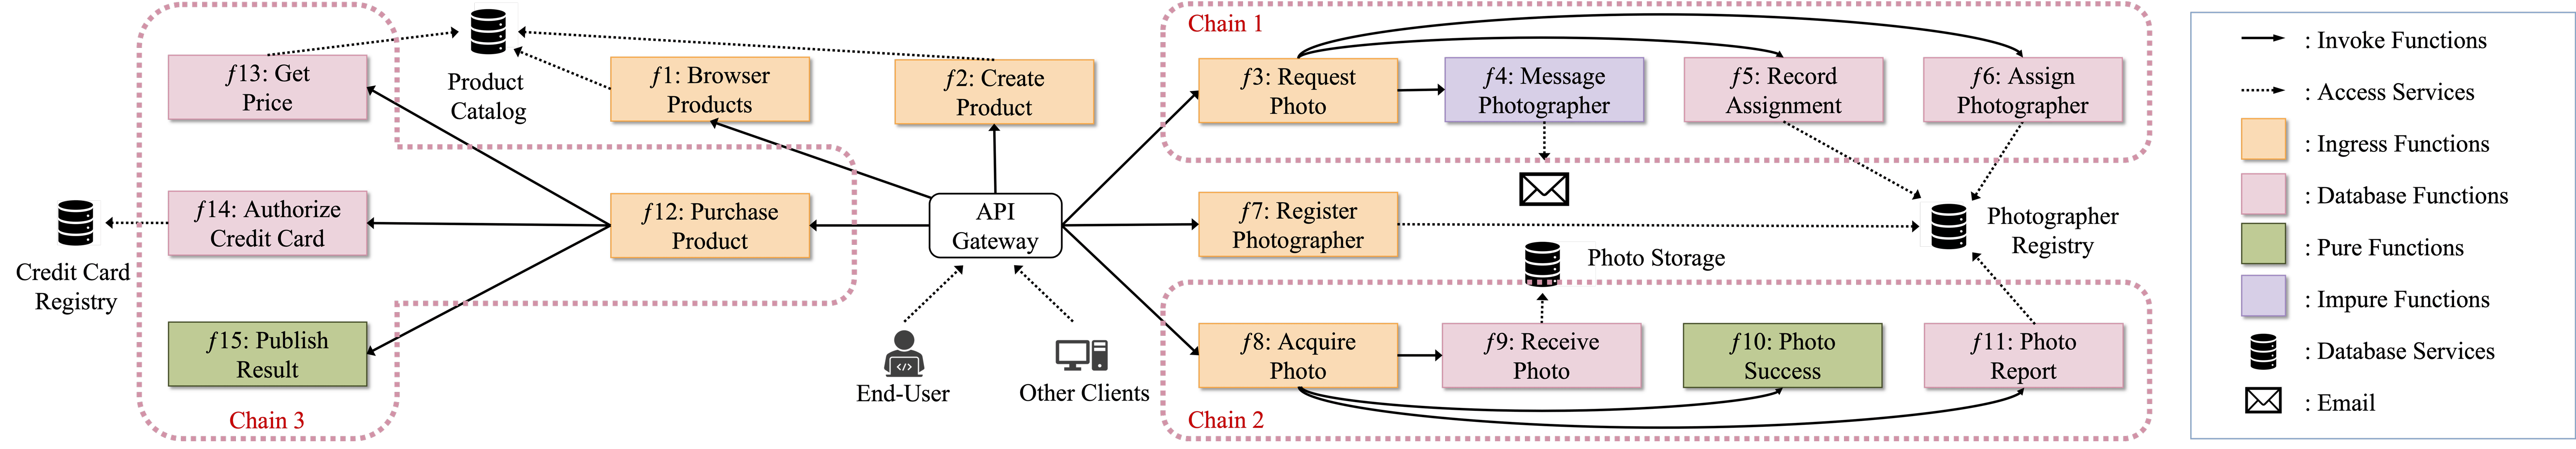 Chain 3
f13: Get
Price
f14: Authorize
Credit Card
f15: Publish
Result
Credit Card
Registry
Product
Catalog
f1: Browser
Products
f2: Create
Product
f12: Purchase
Product
API
Gateway
End-User
Other Clients
Chain 1
f3: Request
Photo
f4: Message
Photographer
f5: Record
Assignment
f6: Assign
Photographer
f7: Register
Photographer
Photographer
Registry
Photo Storage
f8: Acquire
Photo
f9: Receive
Photo
f10: Photo
Success
f11: Photo
Report
Chain 2
: Invoke Functions
: Access Services
: Ingress Functions
: Database Functions
: Pure Functions
: Impure Functions
: Database Services
: Email